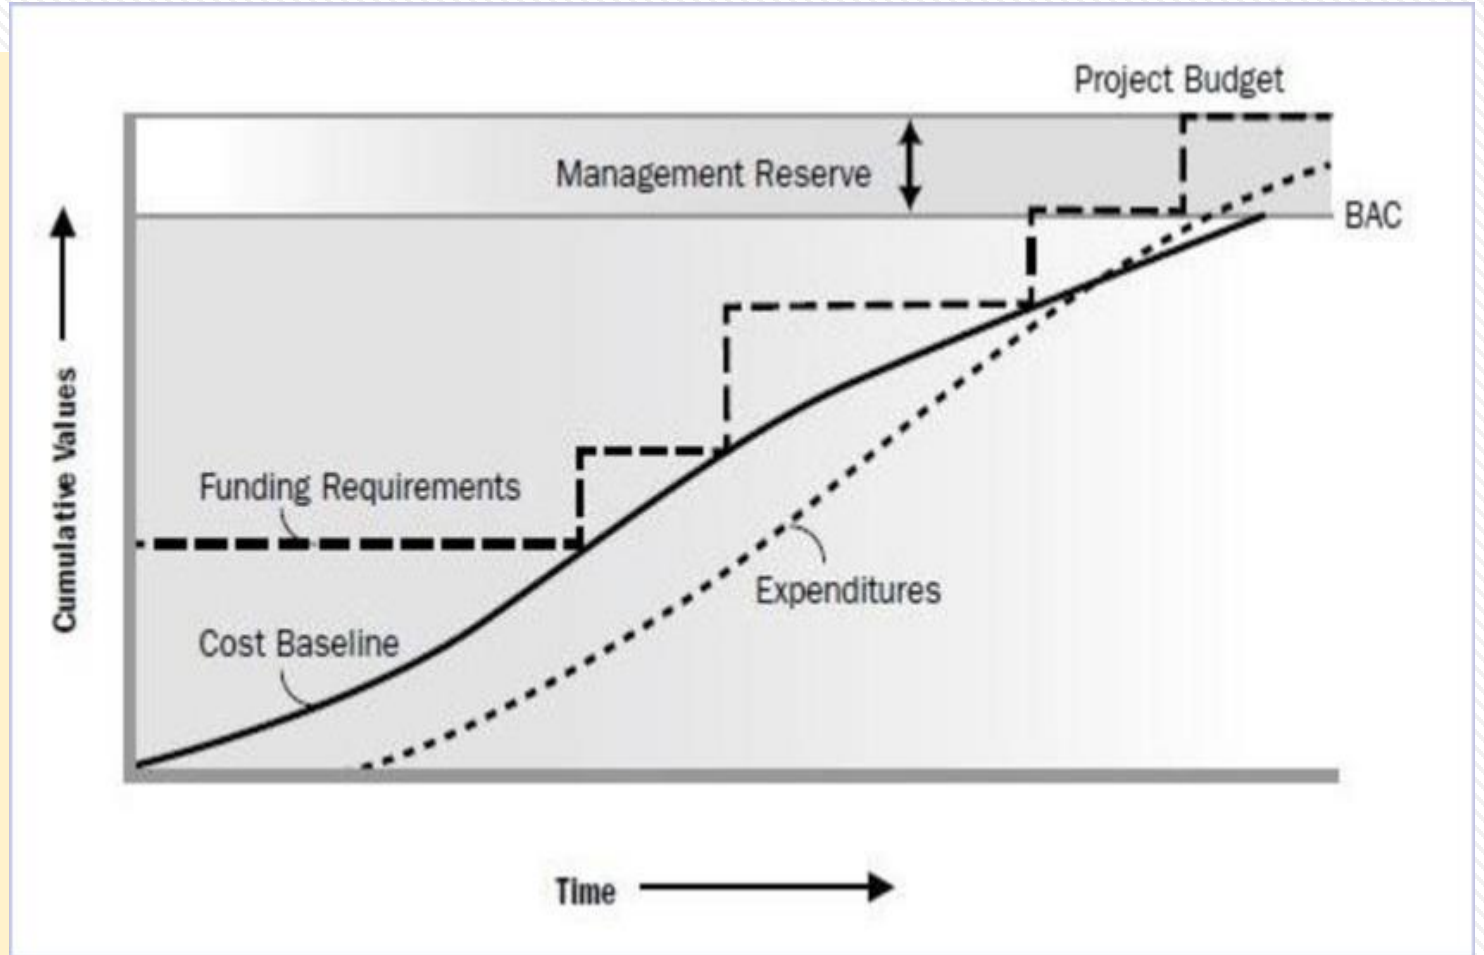 Project Budget
Management Reserve
BAC
Funding Requirements
Cost Baseline
Expenditures
Cumulative Values
Time